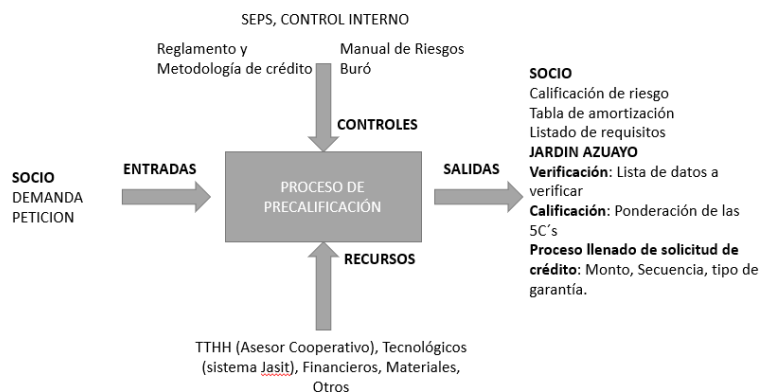 SEPS, CONTROL INTERNO
Reglamento y
Metodología de crédito
Manual de Riesgos
Buró
CONTROLES
SOCIO
DEMANDA
PETICION
ENTRADAS
PROCESO DE
PRECALIFICACIÓN
SALIDAS
SOCIO
Calificación de riesgo
Tabla de amortización
Listado de requisitos
JARDIN AZUAYO
Verificación: Lista de datos a
verificar
Calificación: Ponderación de las
5C´s
Proceso llenado de solicitud de
crédito: Monto, Secuencia, tipo de
garantía.
RECURSOS
TTHH (Asesor Cooperativo), Tecnológicos
(sistema Jasit), Financieros, Materiales,
Otros